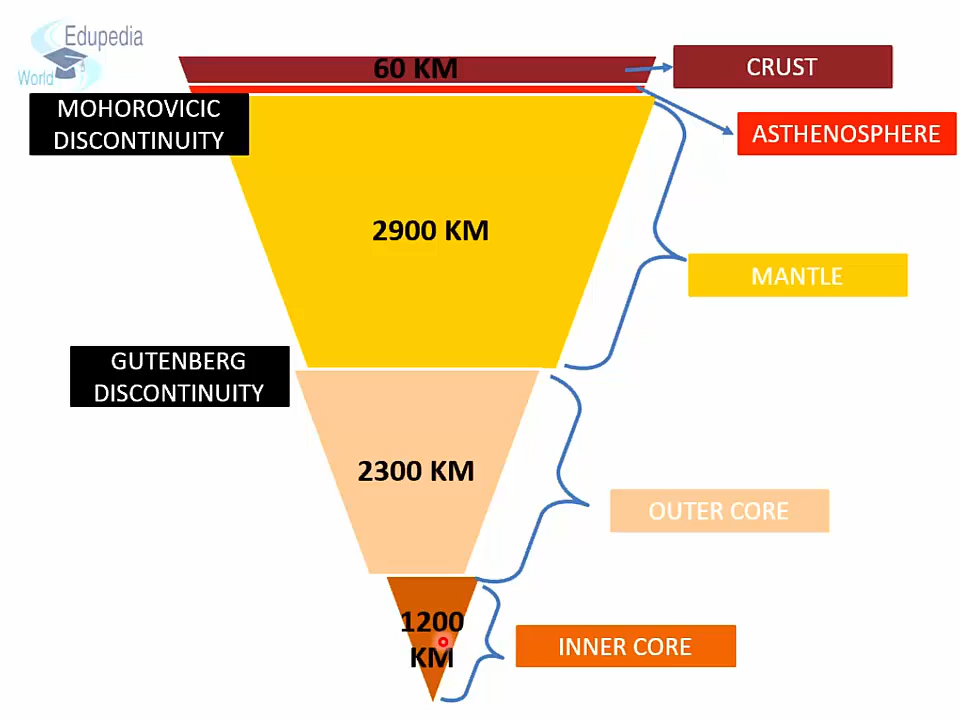 Edupedia
World
60 KM
CRUST
MOHOROVICIC
DISCONTINUITY
ASTHENOSPHERE
2900 KM
MANTLE
GUTENBERG
DISCONTINUITY
2300 KM
OUTER CORE
1200
KM
INNER CORE